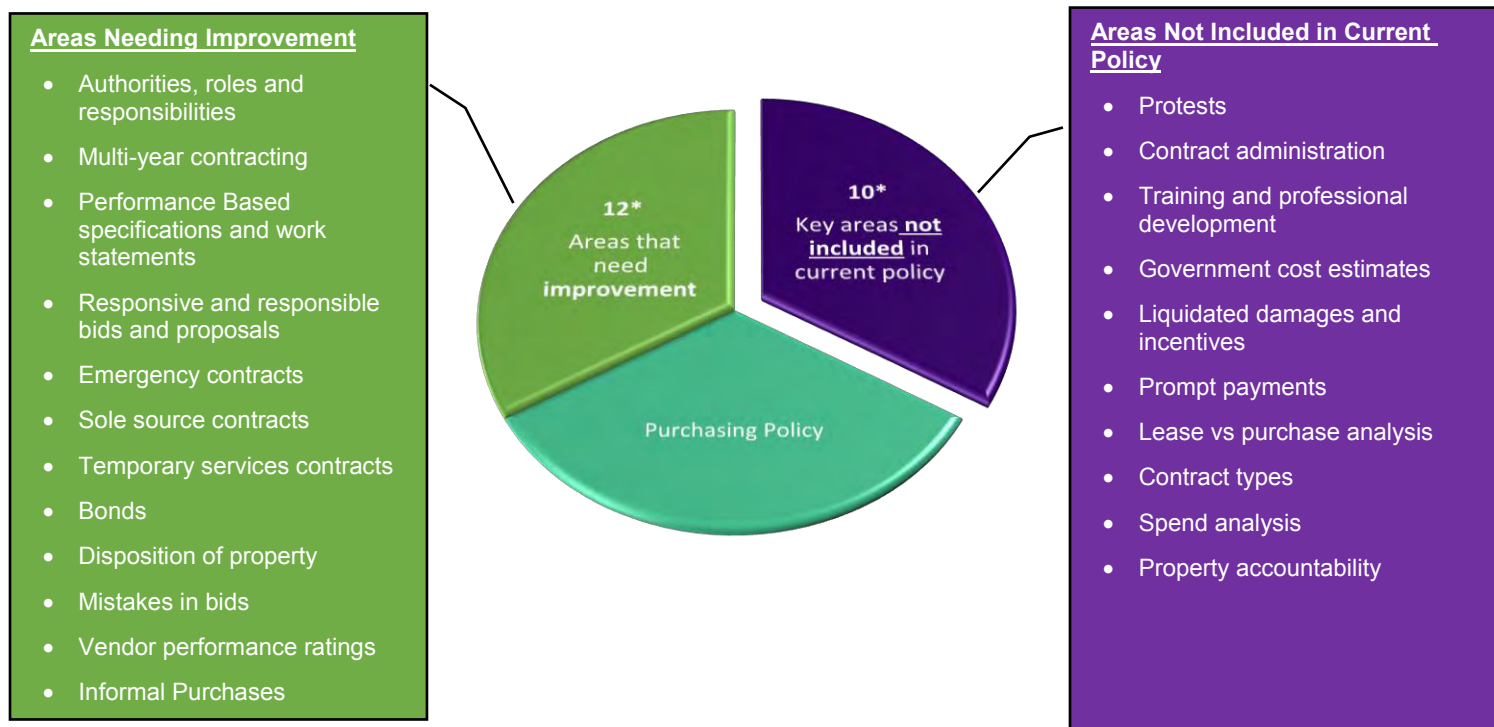 Areas Needing Improvement
• Authorities, roles and
responsibilities
• Multi-year contracting
• Performance Based
specifications and work
statements
• Responsive and responsible
bids and proposals
• Emergency contracts
• Sole source contracts
• Temporary services contracts
• Bonds
• Disposition of property
• Mistakes in bids
• Vendor performance ratings
• Informal Purchases
12*
Areas that
need
improvement
10*
Key areas not
included in
current policy
Purchasing Policy
Areas Not Included in Current
Policy
• Protests
• Contract administration
• Training and professional
development
• Government cost estimates
• Liquidated damages and
incentives
• Prompt payments
• Lease vs purchase analysis
• Contract types
• Spend analysis
• Property accountability